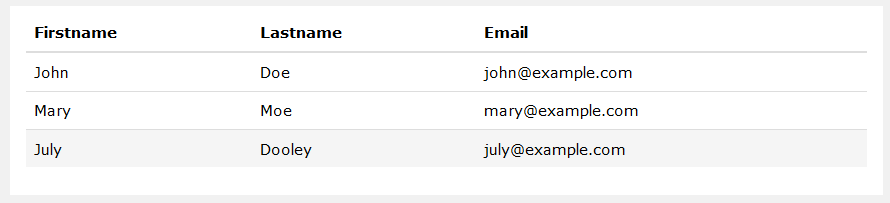 Firstname Lastname Email
John Doe john@example.com
Mary Moe mary@example.com
July Dooley july@example.com